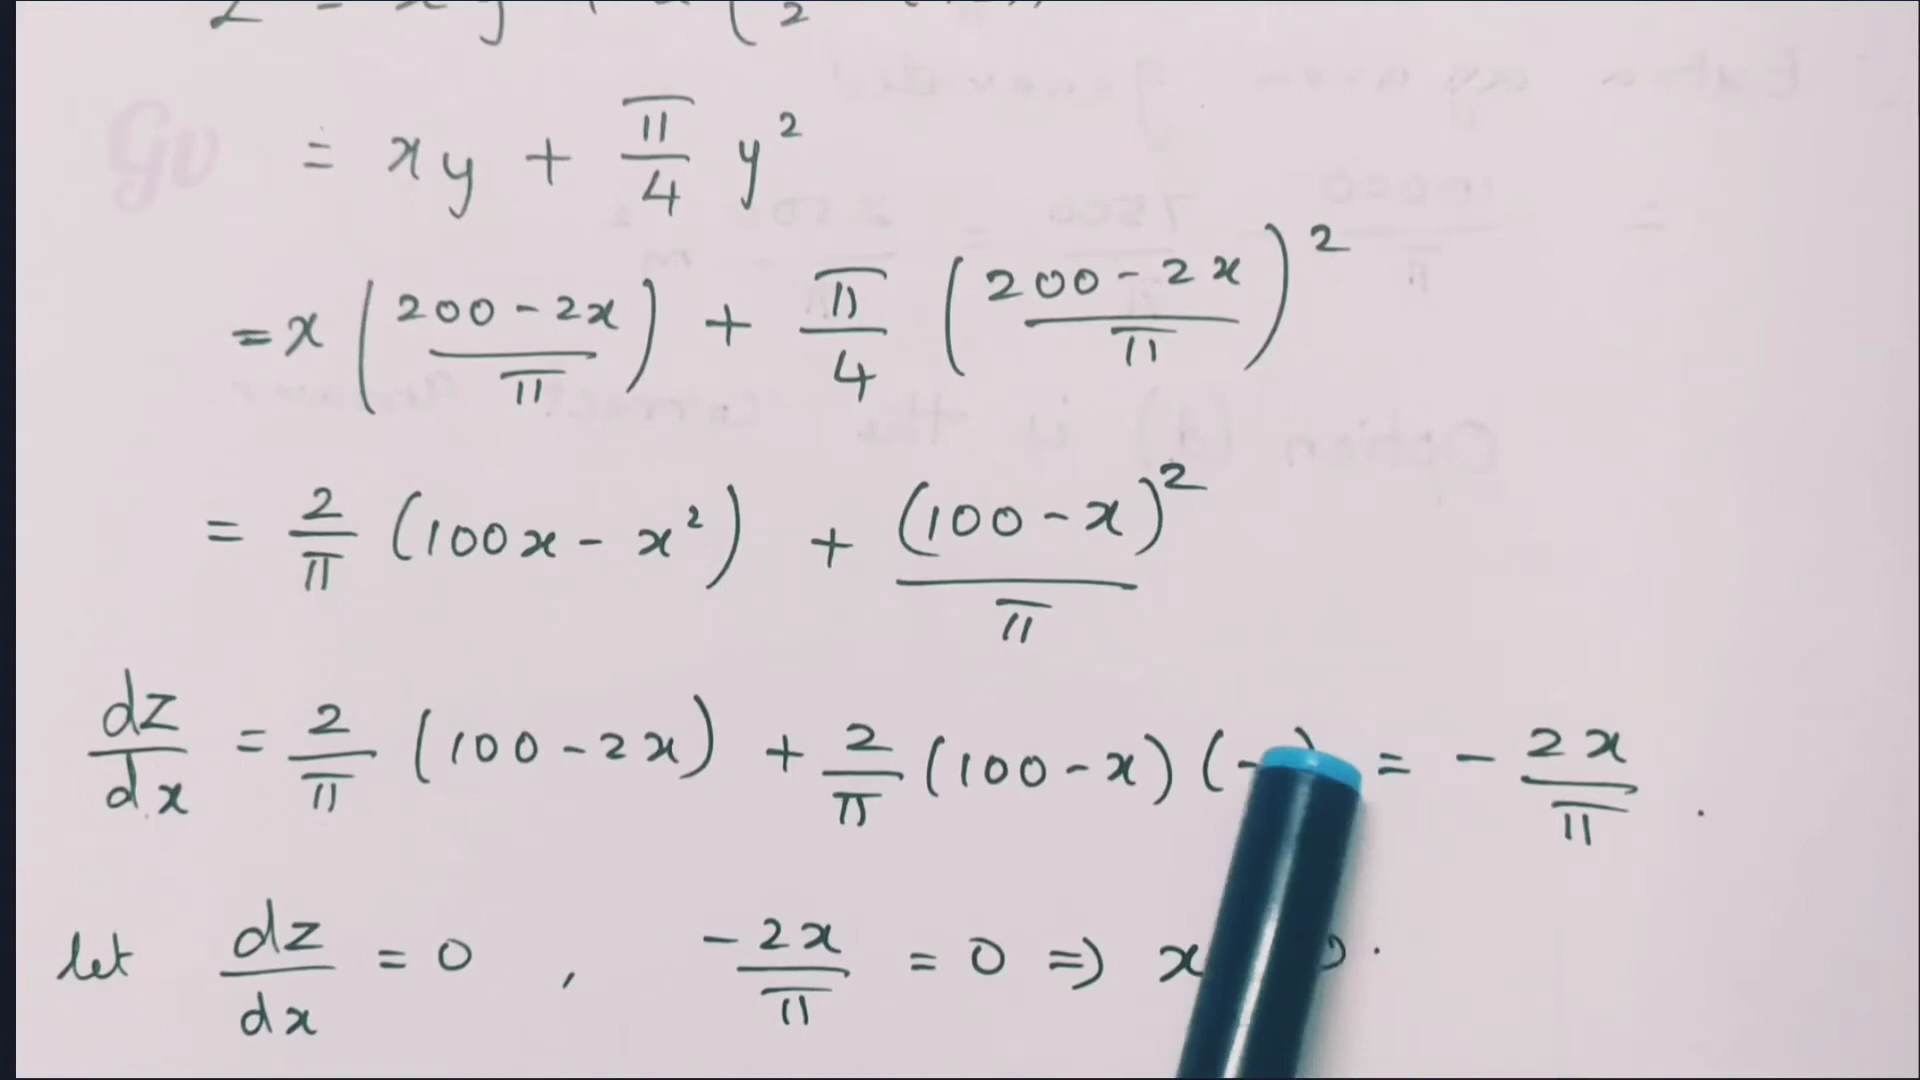 Gv
= xy + π/4 y²
= x ( (200 - 2x)/π ) + π/4 ( (200 - 2x)/π )²
= 2/π (100x - x²) + (100 - x)²/π
dz/dx = 2/π (100 - 2x) + 2/π (100 - x) (- ) = - 2x/π .
let dz/dx = 0 , -2x/π = 0 ⇒ x